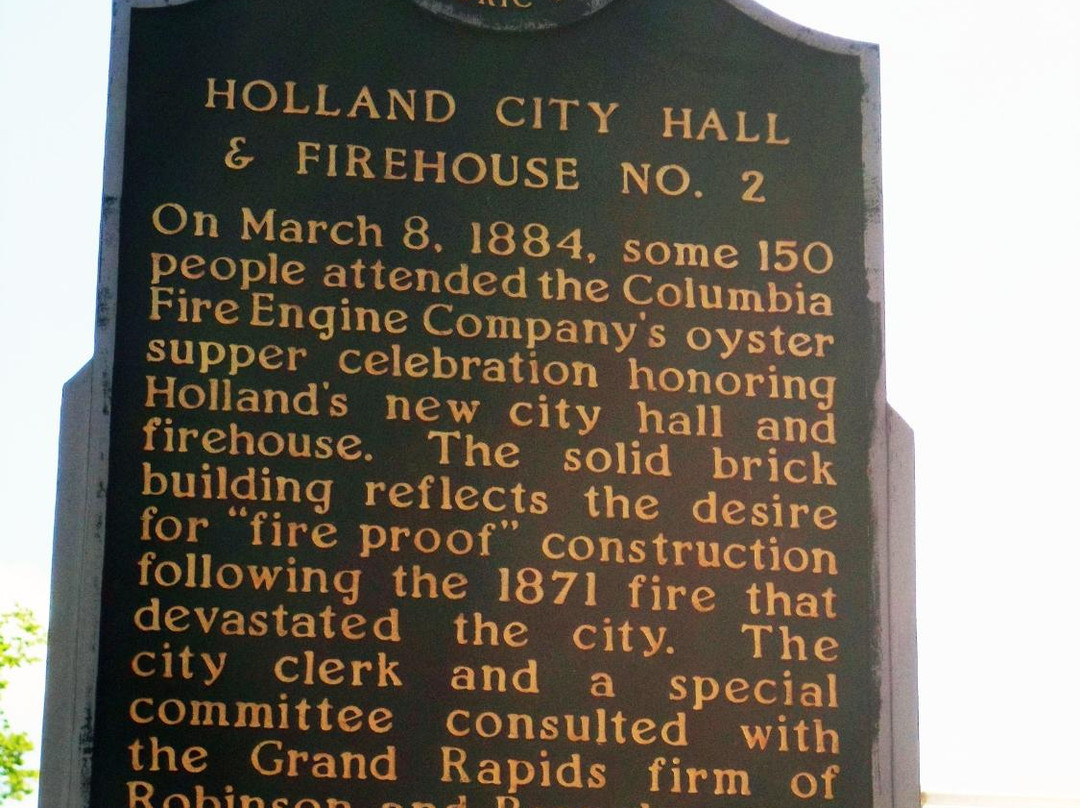 HOLLAND CITY HALL
& FIREHOUSE NO. 2
On March 8, 1884, some 150
people attended the Columbia
Fire Engine Company's oyster
supper celebration honoring
Holland's new city hall and
firehouse. The solid brick
building reflects the desire
for "fire proof" construction
following the 1871 fire that
devastated the city. The
city clerk and a special
committee consulted with
the Grand Rapids firm of
Robinson and